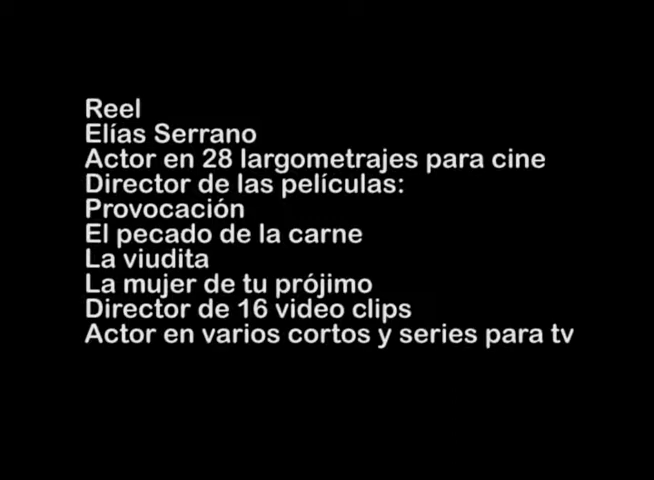 Reel
Elías Serrano
Actor en 28 largometrajes para cine
Director de las películas:
Provocación
El pecado de la carne
La viudita
La mujer de tu prójimo
Director de 16 video clips
Actor en varios cortos y series para tv